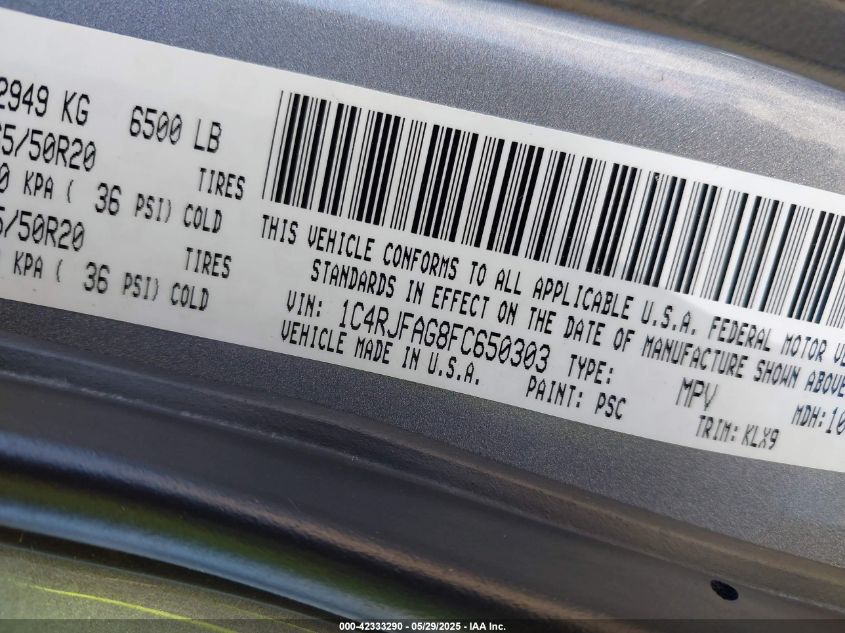 2949 KG 6500 LB
5/50R20 TIRES
0 KPA ( 36 PSI) COLD
5/50R20 TIRES
KPA ( 36 PSI) COLD
THIS VEHICLE CONFORMS TO ALL APPLICABLE U.S.A. FEDERAL MOTOR VE
STANDARDS IN EFFECT ON THE DATE OF MANUFACTURE SHOWN ABOVE
VIN: 1C4RJFAG8FC650303 TYPE: MPV MDH: 10
VEHICLE MADE IN U.S.A. PAINT: PSC TRIM: KLX9
000-42333290 - 05/29/2025 - IAA Inc.